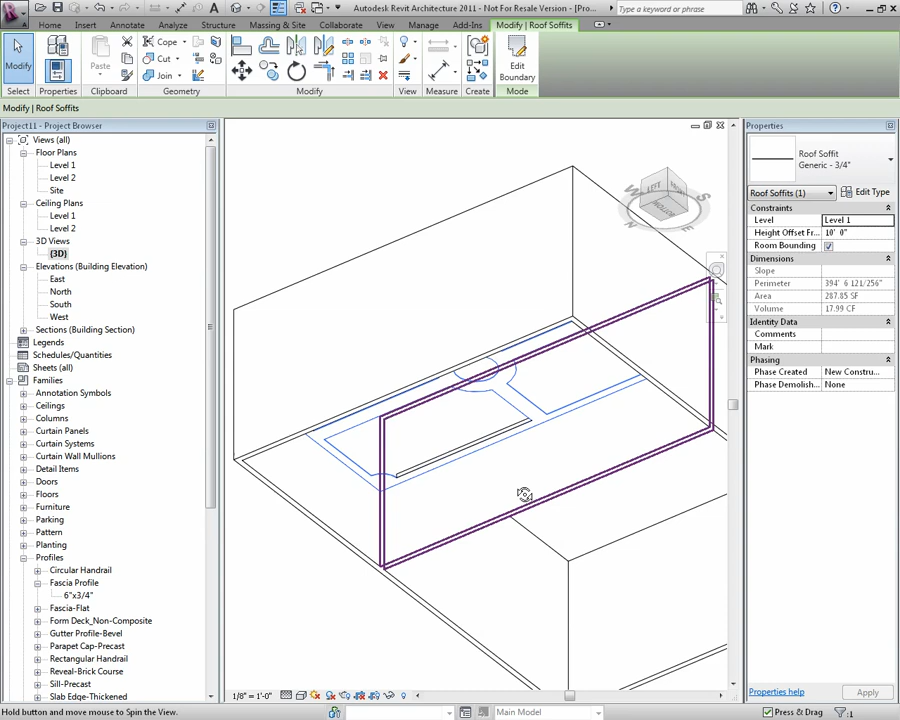 Autodesk Revit Architecture 2011 - Not For Resale Version - [Pro...
Type a keyword or phrase
Home
Insert
Annotate
Analyze
Structure
Massing & Site
Collaborate
View
Manage
Add-Ins
Modify | Roof Soffits
Modify
Paste
Cope
Cut
Join
Edit
Boundary
Select
Properties
Clipboard
Geometry
Modify
View
Measure
Create
Mode
Modify | Roof Soffits
Project11 - Project Browser
Views (all)
Floor Plans
Level 1
Level 2
Site
Ceiling Plans
Level 1
Level 2
3D Views
{3D}
Elevations (Building Elevation)
East
North
South
West
Sections (Building Section)
Legends
Schedules/Quantities
Sheets (all)
Families
Annotation Symbols
Ceilings
Columns
Curtain Panels
Curtain Systems
Curtain Wall Mullions
Detail Items
Doors
Floors
Furniture
Parking
Pattern
Planting
Profiles
Circular Handrail
Fascia Profile
6"x3/4"
Fascia-Flat
Form Deck_Non-Composite
Gutter Profile-Bevel
Parapet Cap-Precast
Rectangular Handrail
Reveal-Brick Course
Sill-Precast
Slab Edge-Thickened
W
S
N
E
LEFT
BOTTOM
1/8" = 1'-0"
Properties
Roof Soffit
Generic - 3/4"
Roof Soffits (1)
Edit Type
Constraints
Level
Level 1
Height Offset Fr...
10' 0"
Room Bounding
Dimensions
Slope
Perimeter
394' 6 121/256"
Area
287.85 SF
Volume
17.99 CF
Identity Data
Comments
Mark
Phasing
Phase Created
New Constru...
Phase Demolish...
None
Properties help
Apply
Hold button and move mouse to Spin the View.
Main Model
Press & Drag
:1